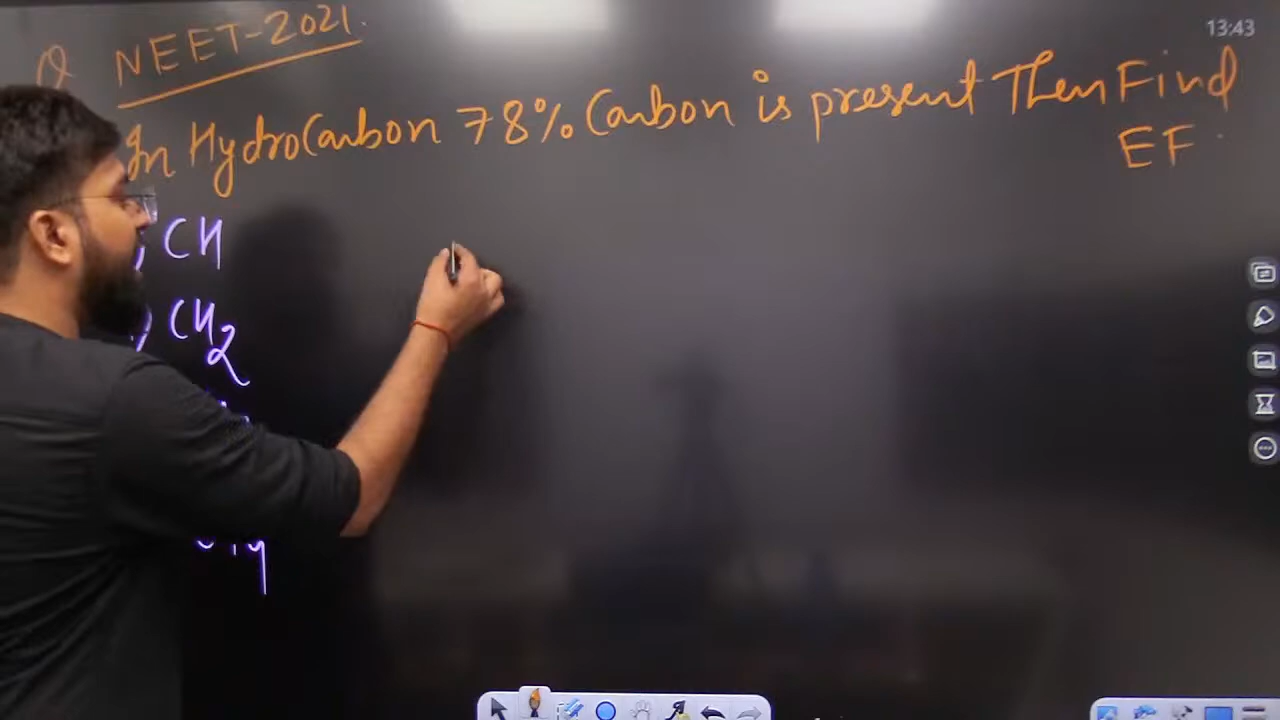 13:43
Q NEET-2021.
In HydroCarbon 78% Carbon is present Then Find
EF
CH
CH2